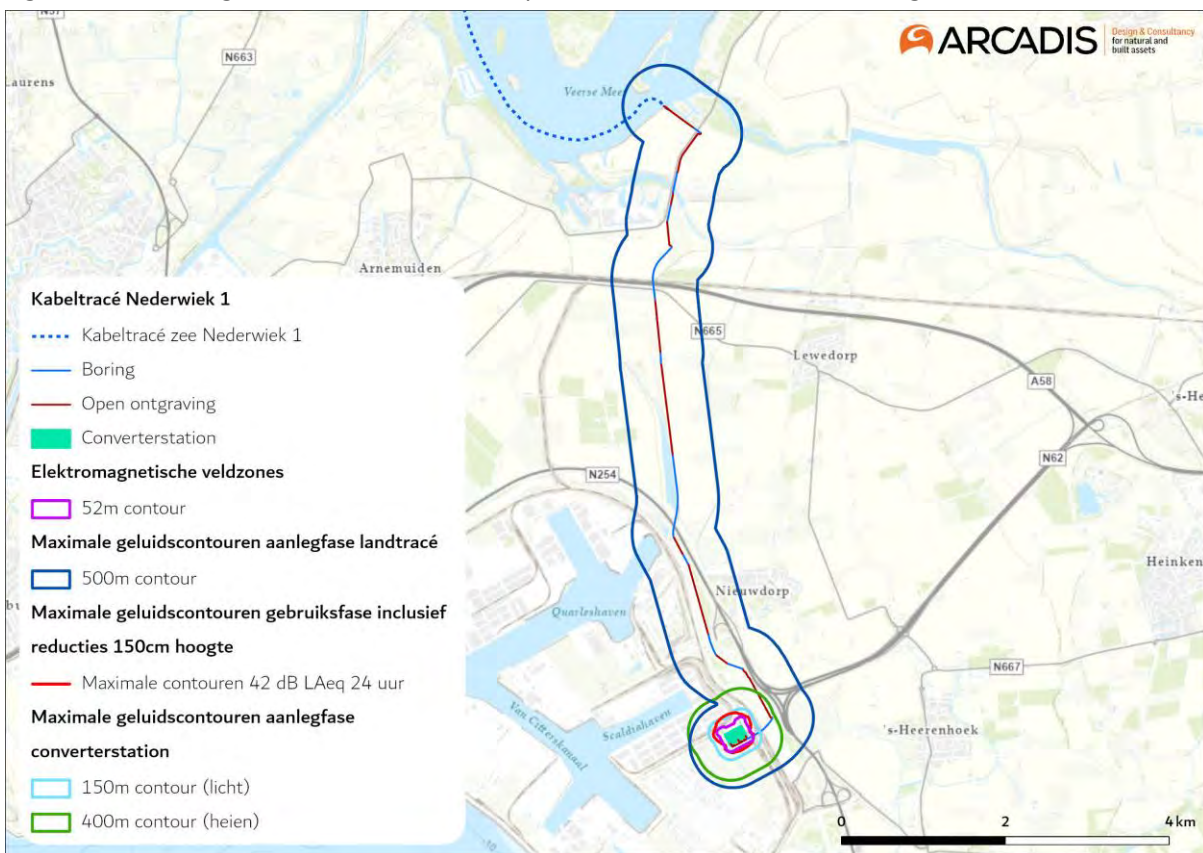 N57
N663
Laurens
Veerse Meer
ARCADIS
Design & Consultancy
for natural and
built assets
Arnemuiden
N665
Lewedorp
A58
's-He
N62
N254
Heinken
Nieuwdorp
Quarleshaven
N667
's-Heerenhoek
Scaldiahaven
Van Cittterskanaal
Kabeltracé Nederwiek 1
Kabeltracé zee Nederwiek 1
Boring
Open ontgraving
Converterstation
Elektromagnetische veldzones
52m contour
Maximale geluidscontouren aanlegfase landtracé
500m contour
Maximale geluidscontouren gebruiksfase inclusief
reducties 150cm hoogte
Maximale contouren 42 dB LAeq 24 uur
Maximale geluidscontouren aanlegfase
converterstation
150m contour (licht)
400m contour (heien)
0 2 4 km